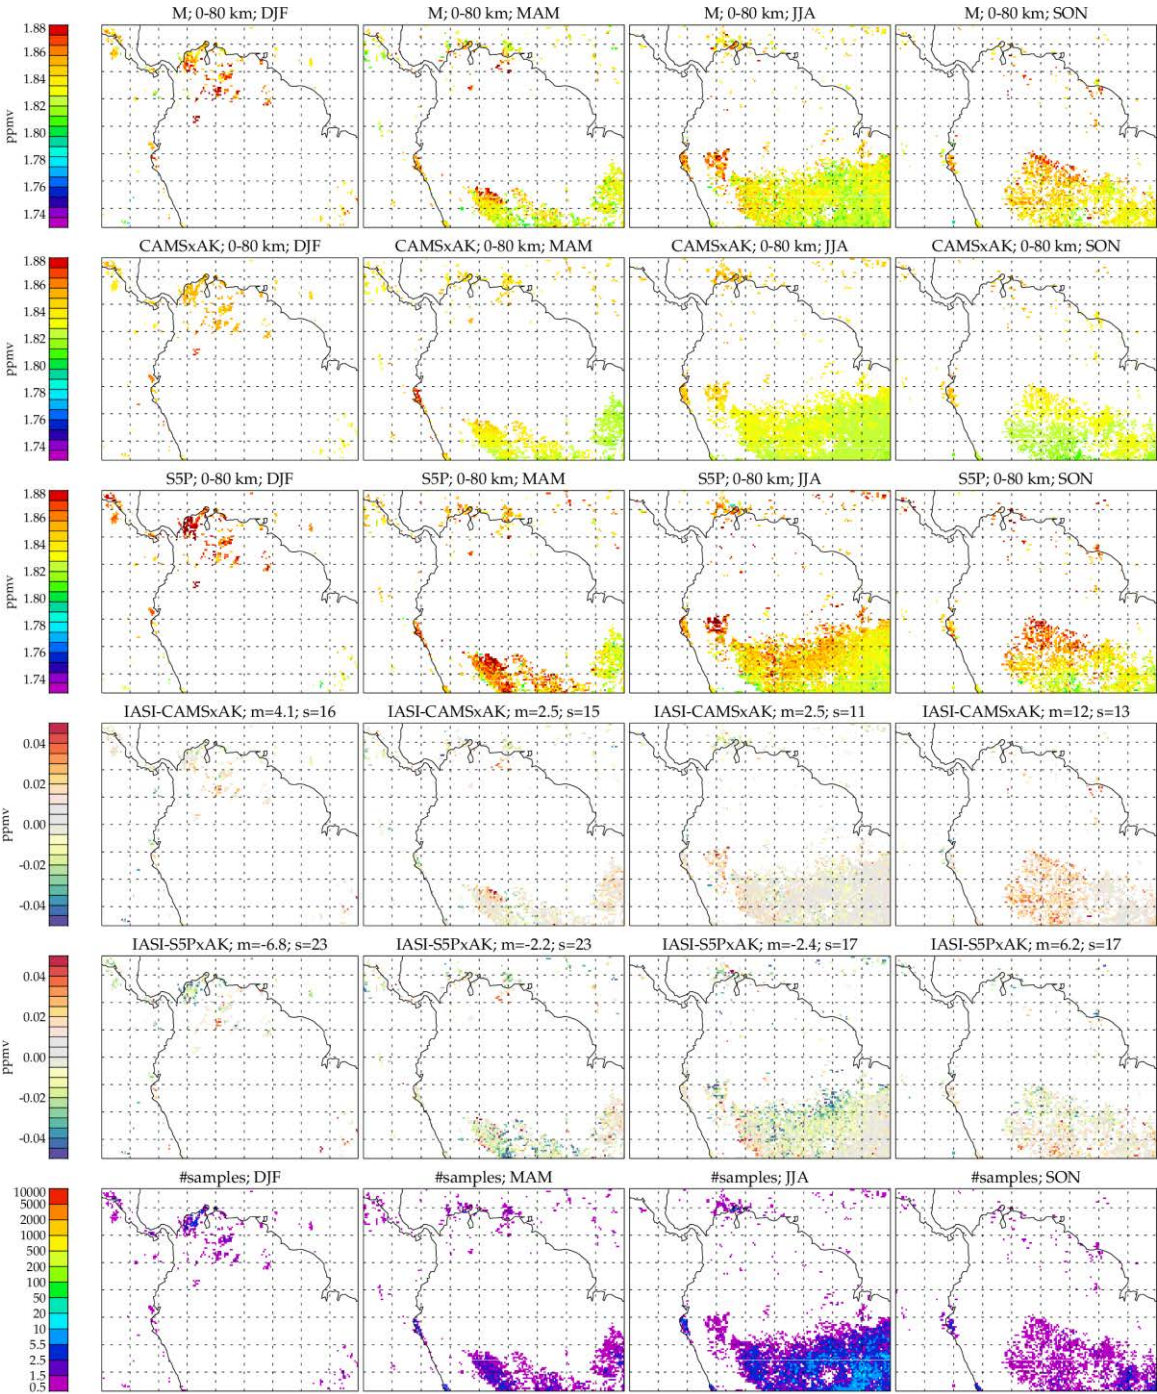 M; 0-80 km; DJF
M; 0-80 km; MAM
M; 0-80 km; JJA
M; 0-80 km; SON
1.88
1.86
1.84
1.82
1.80
1.78
1.76
1.74
ppmv
CAMSxAK; 0-80 km; DJF
CAMSxAK; 0-80 km; MAM
CAMSxAK; 0-80 km; JJA
CAMSxAK; 0-80 km; SON
1.88
1.86
1.84
1.82
1.80
1.78
1.76
1.74
ppmv
S5P; 0-80 km; DJF
S5P; 0-80 km; MAM
S5P; 0-80 km; JJA
S5P; 0-80 km; SON
1.88
1.86
1.84
1.82
1.80
1.78
1.76
1.74
ppmv
IASI-CAMSxAK; m=4.1; s=16
IASI-CAMSxAK; m=2.5; s=15
IASI-CAMSxAK; m=2.5; s=11
IASI-CAMSxAK; m=12; s=13
0.04
0.02
0.00
-0.02
-0.04
ppmv
IASI-S5PxAK; m=-6.8; s=23
IASI-S5PxAK; m=-2.2; s=23
IASI-S5PxAK; m=-2.4; s=17
IASI-S5PxAK; m=6.2; s=17
0.04
0.02
0.00
-0.02
-0.04
ppmv
#samples; DJF
#samples; MAM
#samples; JJA
#samples; SON
10000
5000
2000
1000
500
200
100
50
20
10
5.5
2.5
1.5
0.5